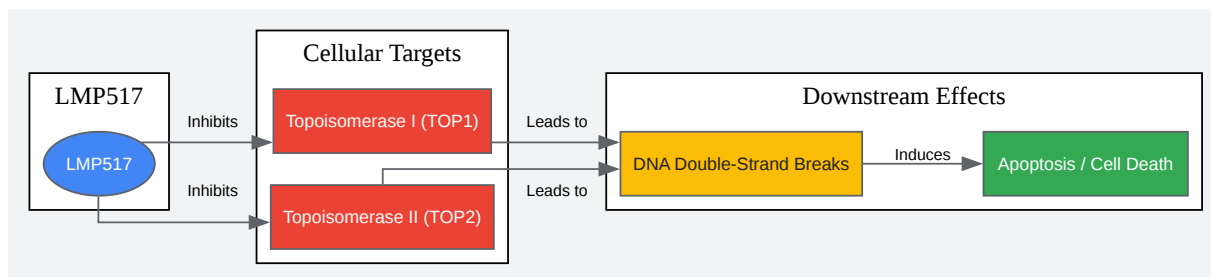 LMP517
LMP517
Inhibits
Inhibits
Cellular Targets
Topoisomerase I (TOP1)
Topoisomerase II (TOP2)
Leads to
Leads to
Downstream Effects
DNA Double-Strand Breaks
Induces
Apoptosis / Cell Death